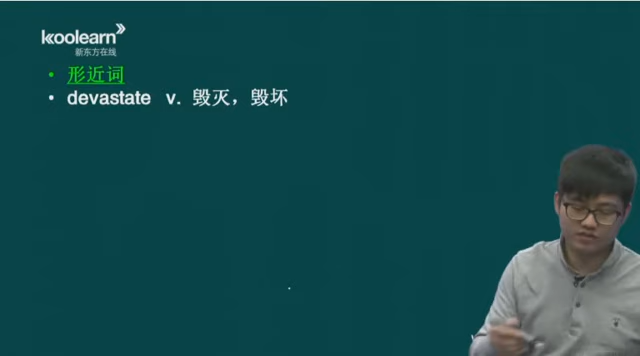 koolearn
新东方在线
• 形近词
• devastate v. 毁灭，毁坏